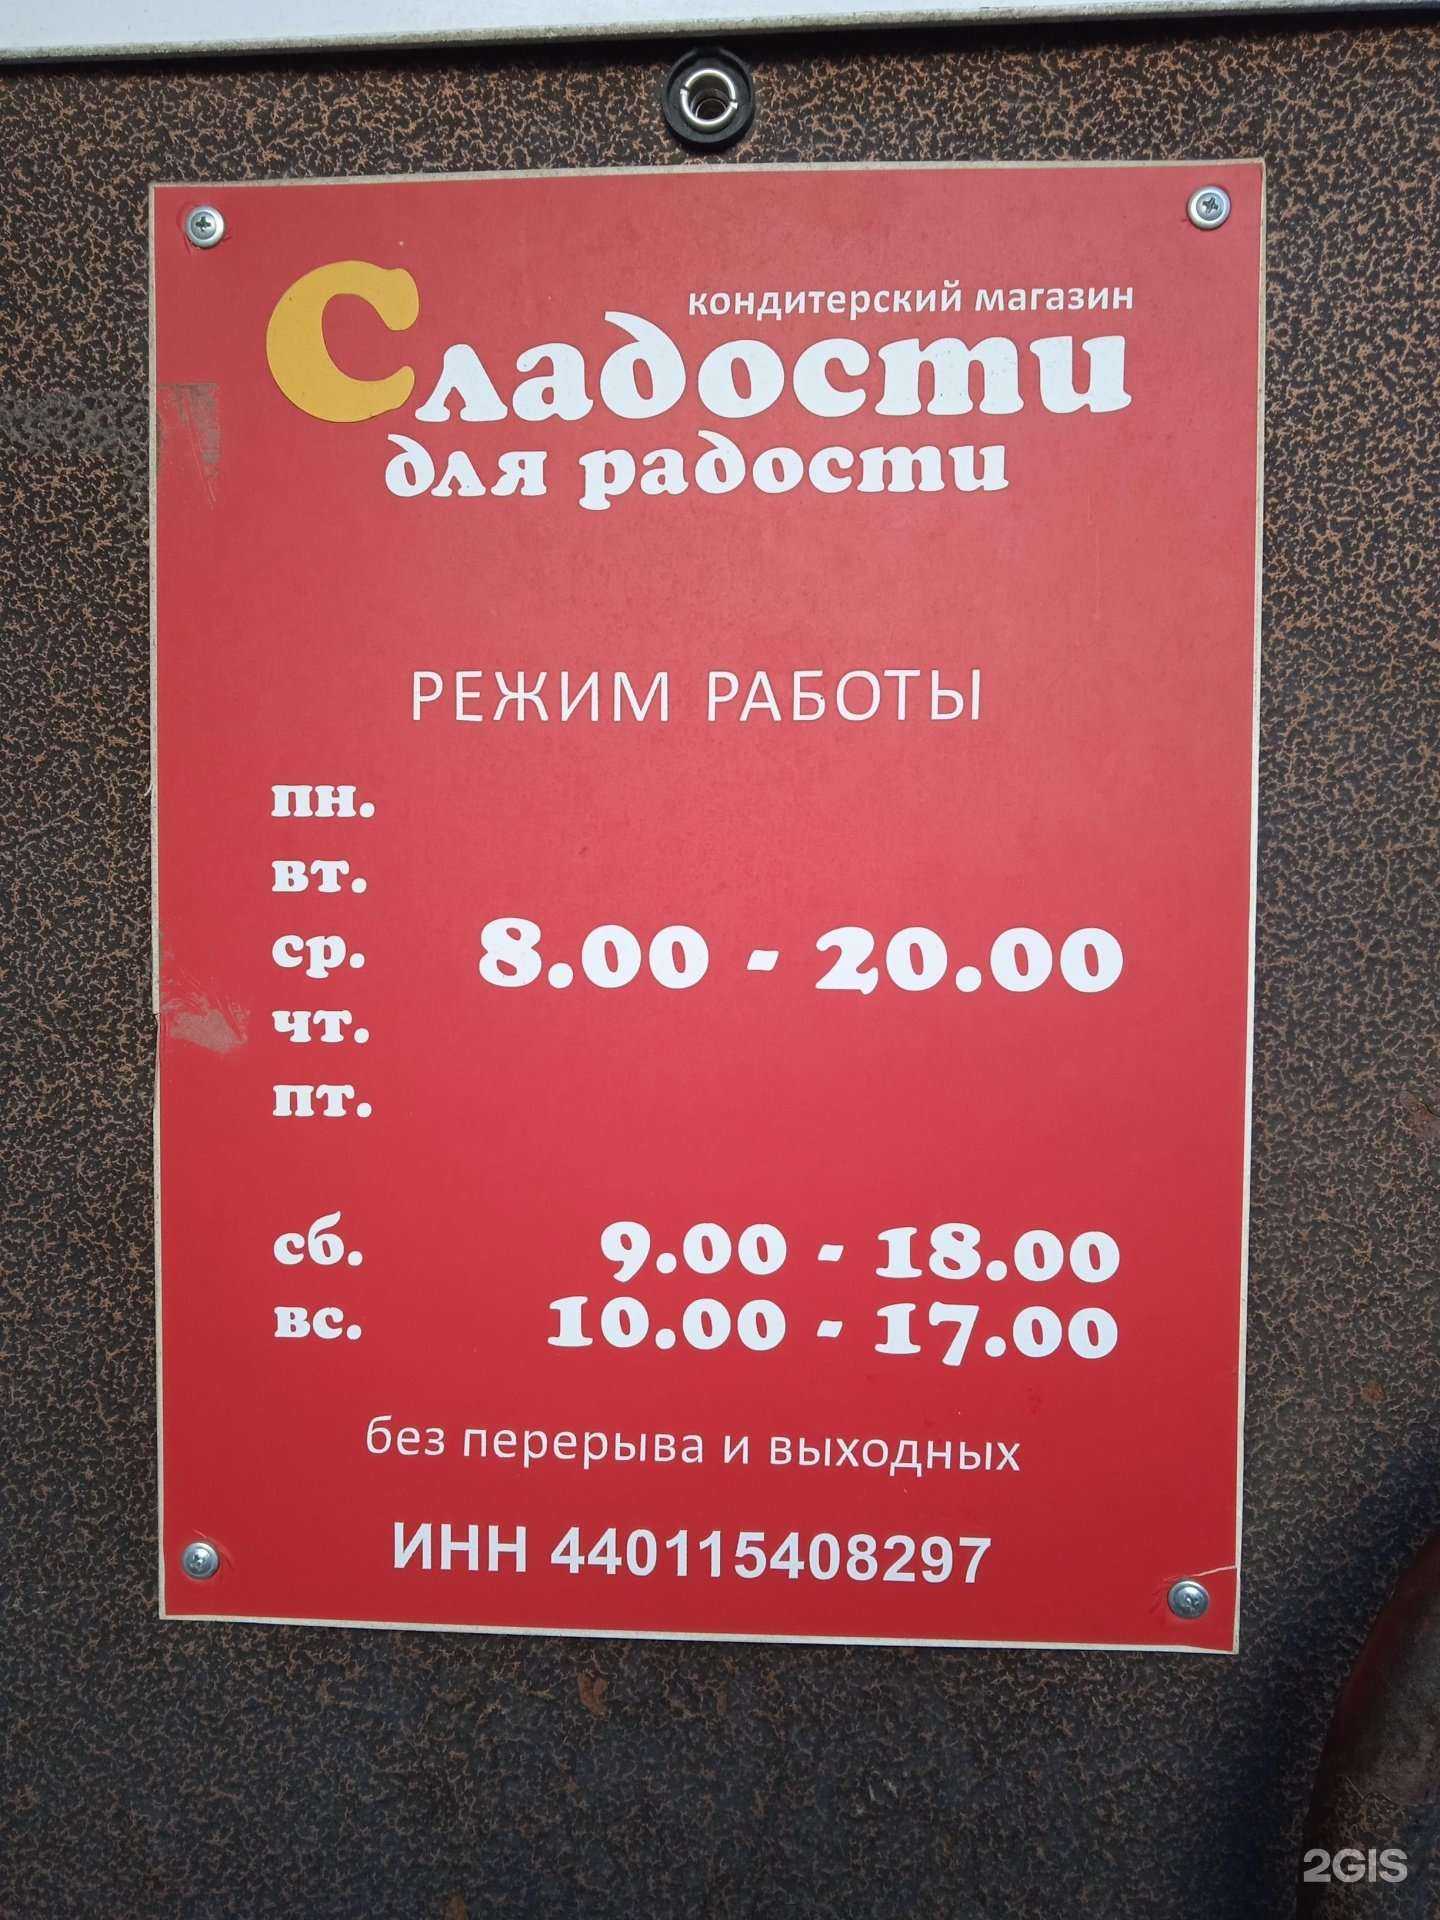 кондитерский магазин
Сладости
для радости
РЕЖИМ РАБОТЫ
пн.
вт.
ср. 8.00 - 20.00
чт.
пт.
сб. 9.00 - 18.00
вс. 10.00 - 17.00
без перерыва и выходных
ИНН 440115408297
2GIS